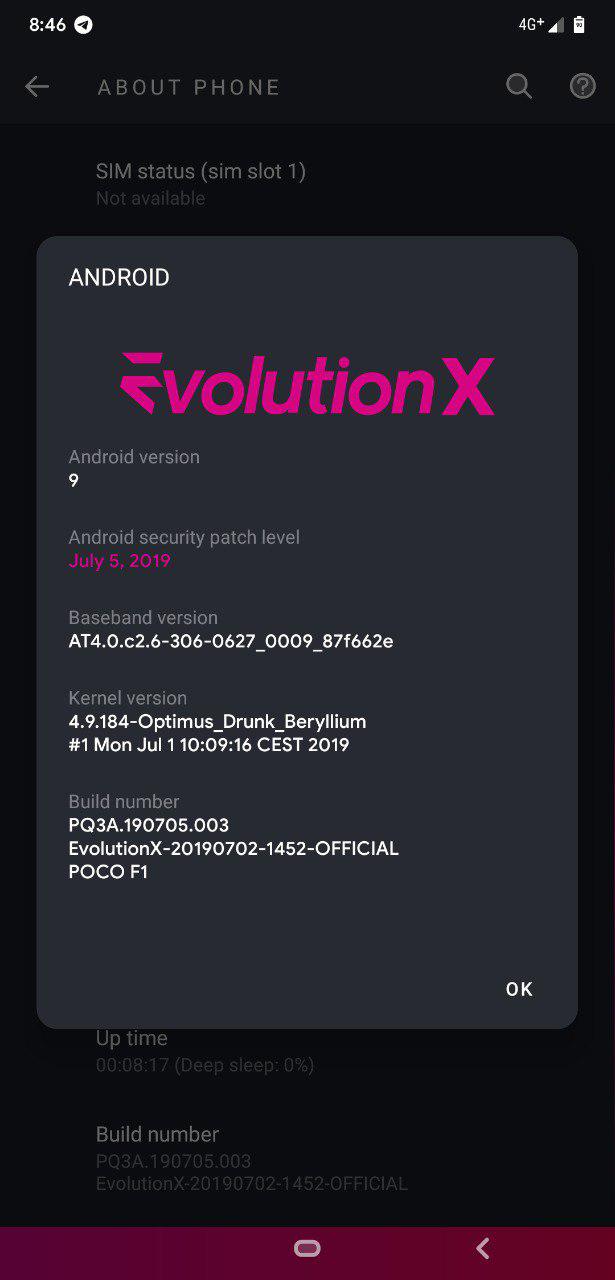 8:46
4G+
90
ABOUT PHONE
SIM status (sim slot 1)
Not available
ANDROID
Evolution X
Android version
9
Android security patch level
July 5, 2019
Baseband version
AT4.0.c2.6-306-0627_0009_87f662e
Kernel version
4.9.184-Optimus_Drunk_Beryllium
#1 Mon Jul 1 10:09:16 CEST 2019
Build number
PQ3A.190705.003
EvolutionX-20190702-1452-OFFICIAL
POCO F1
OK
Up time
00:08:17 (Deep sleep: 0%)
Build number
PQ3A.190705.003
EvolutionX-20190702-1452-OFFICIAL